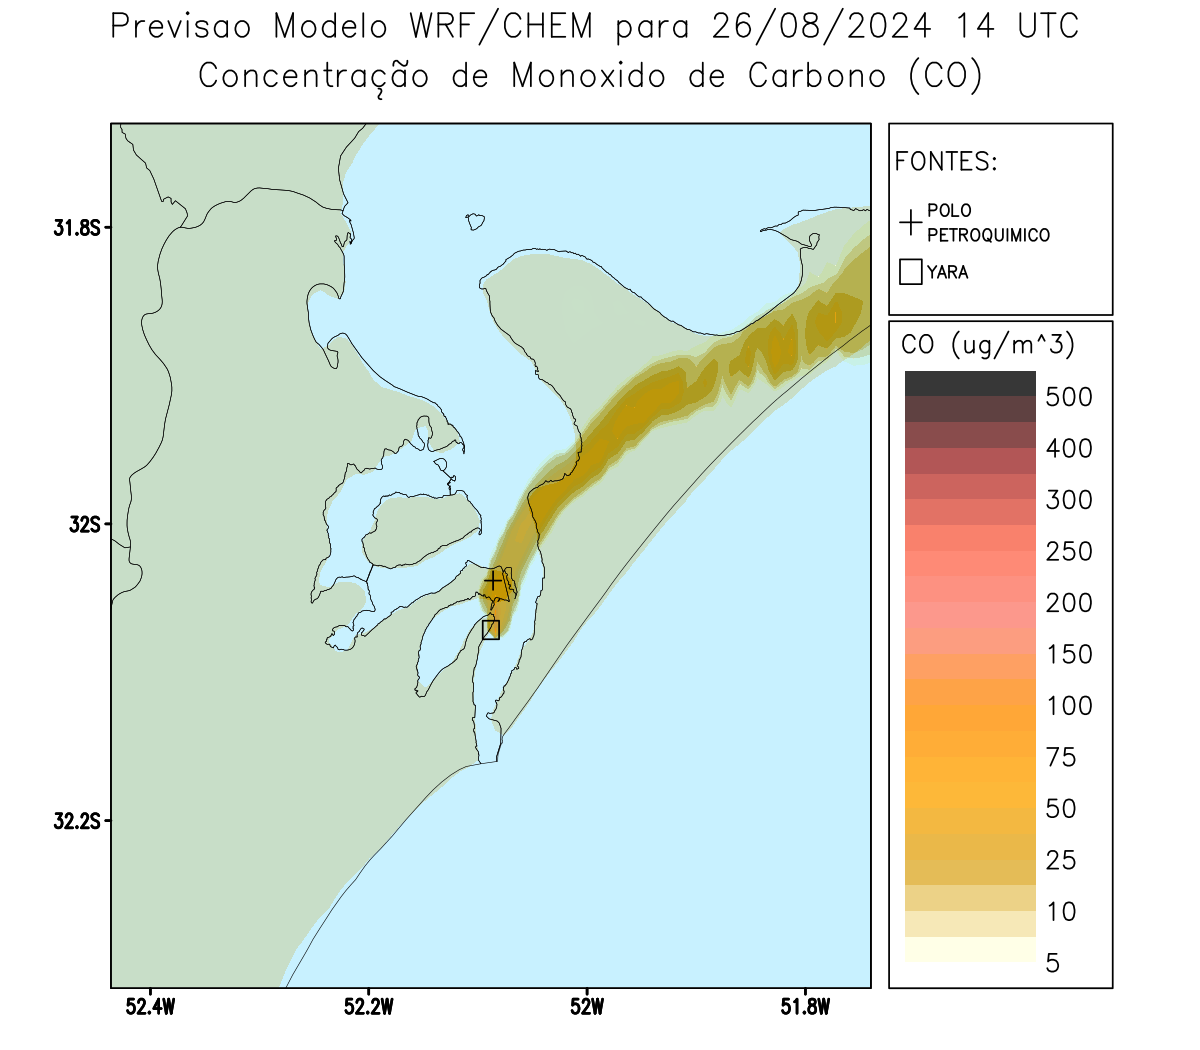 Previsao Modelo WRF/CHEM para 26/08/2024 14 UTC
Concentração de Monoxido de Carbono (CO)
FONTES:
POLO
PETROQUIMICO
YARA
CO (ug/m^3)
500
400
300
250
200
150
100
75
50
25
10
5
31.8S
32S
32.2S
52.4W
52.2W
52W
51.8W